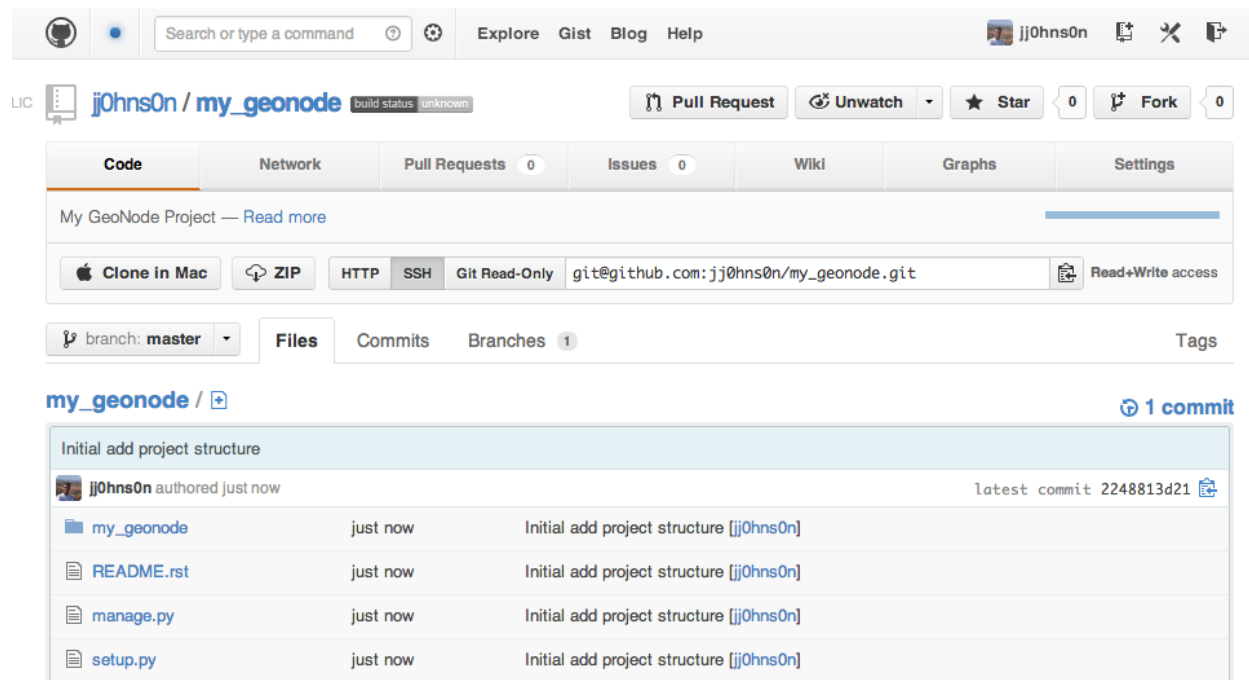 Search or type a command
Explore Gist Blog Help
jj0hns0n
LIC
jj0hns0n / my_geonode
build status unknown
Pull Request
Unwatch
Star 0
Fork 0
Code
Network
Pull Requests 0
Issues 0
Wiki
Graphs
Settings
My GeoNode Project — Read more
Clone in Mac
ZIP
HTTP SSH Git Read-Only git@github.com:jj0hns0n/my_geonode.git Read+Write access
branch: master
Files
Commits
Branches 1
Tags
my_geonode /
1 commit
Initial add project structure
jj0hns0n authored just now
latest commit 2248813d21
my_geonode just now Initial add project structure [jj0hns0n]
README.rst just now Initial add project structure [jj0hns0n]
manage.py just now Initial add project structure [jj0hns0n]
setup.py just now Initial add project structure [jj0hns0n]